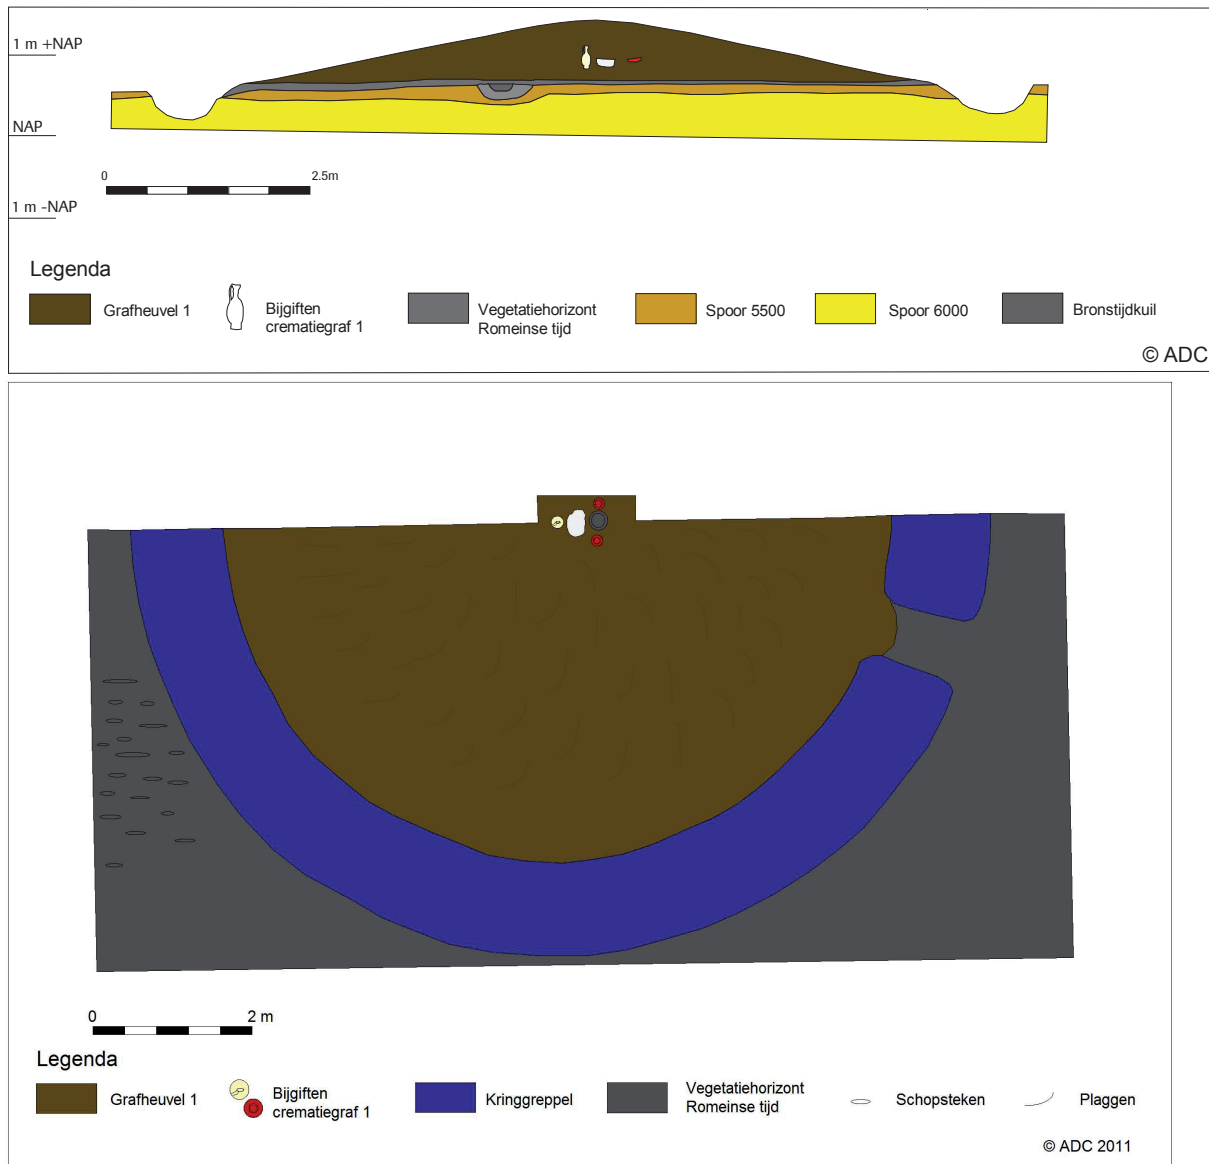 1 m +NAP
NAP
0 2.5m
1 m -NAP
Legenda
Grafheuvel 1
Bijgiften
crematiegraf 1
Vegetatiehorizont
Romeinse tijd
Spoor 5500
Spoor 6000
Bronstijdkuil
© ADC
0 2 m
Legenda
Grafheuvel 1
Bijgiften
crematiegraf 1
Kringgreppel
Vegetatiehorizont
Romeinse tijd
Schopsteken
Plaggen
© ADC 2011